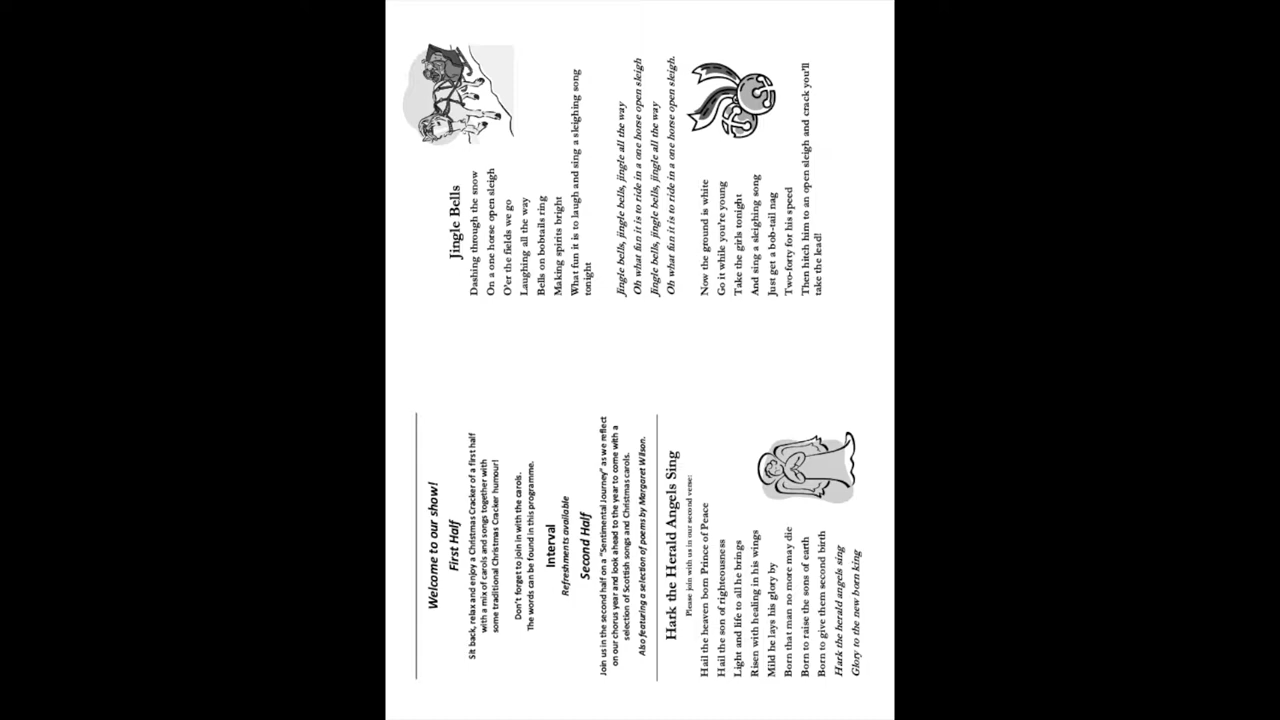 Welcome to our show!
First Half
Sit back, relax and enjoy a Christmas Cracker of a first half
with a mix of carols and songs together with
some traditional Christmas Cracker humour!
Don't forget to join in with the carols.
The words can be found in this programme.
Interval
Refreshments available
Second Half
Join us in the second half on a "Sentimental Journey" as we reflect
on our chorus year and look ahead to the year to come with a
selection of Scottish songs and Christmas carols.
Also featuring a selection of poems by Margaret Wilson.
Hark the Herald Angels Sing
Please join with us in our second verse:
Hail the heaven born Prince of Peace
Hail the son of righteousness
Light and life to all he brings
Risen with healing in his wings
Mild he lays his glory by
Born that man no more may die
Born to raise the sons of earth
Born to give them second birth
Hark the herald angels sing
Glory to the new born king
Jingle Bells
Dashing through the snow
On a one horse open sleigh
O'er the fields we go
Laughing all the way
Bells on bobtails ring
Making spirits bright
What fun it is to laugh and sing a sleighing song
tonight
Jingle bells, jingle bells, jingle all the way
Oh what fun it is to ride in a one horse open sleigh
Jingle bells, jingle bells, jingle all the way
Oh what fun it is to ride in a one horse open sleigh.
Now the ground is white
Go it while you're young
Take the girls tonight
And sing a sleighing song
Just get a bob-tail nag
Two-forty for his speed
Then hitch him to an open sleigh and crack you'll
take the lead!